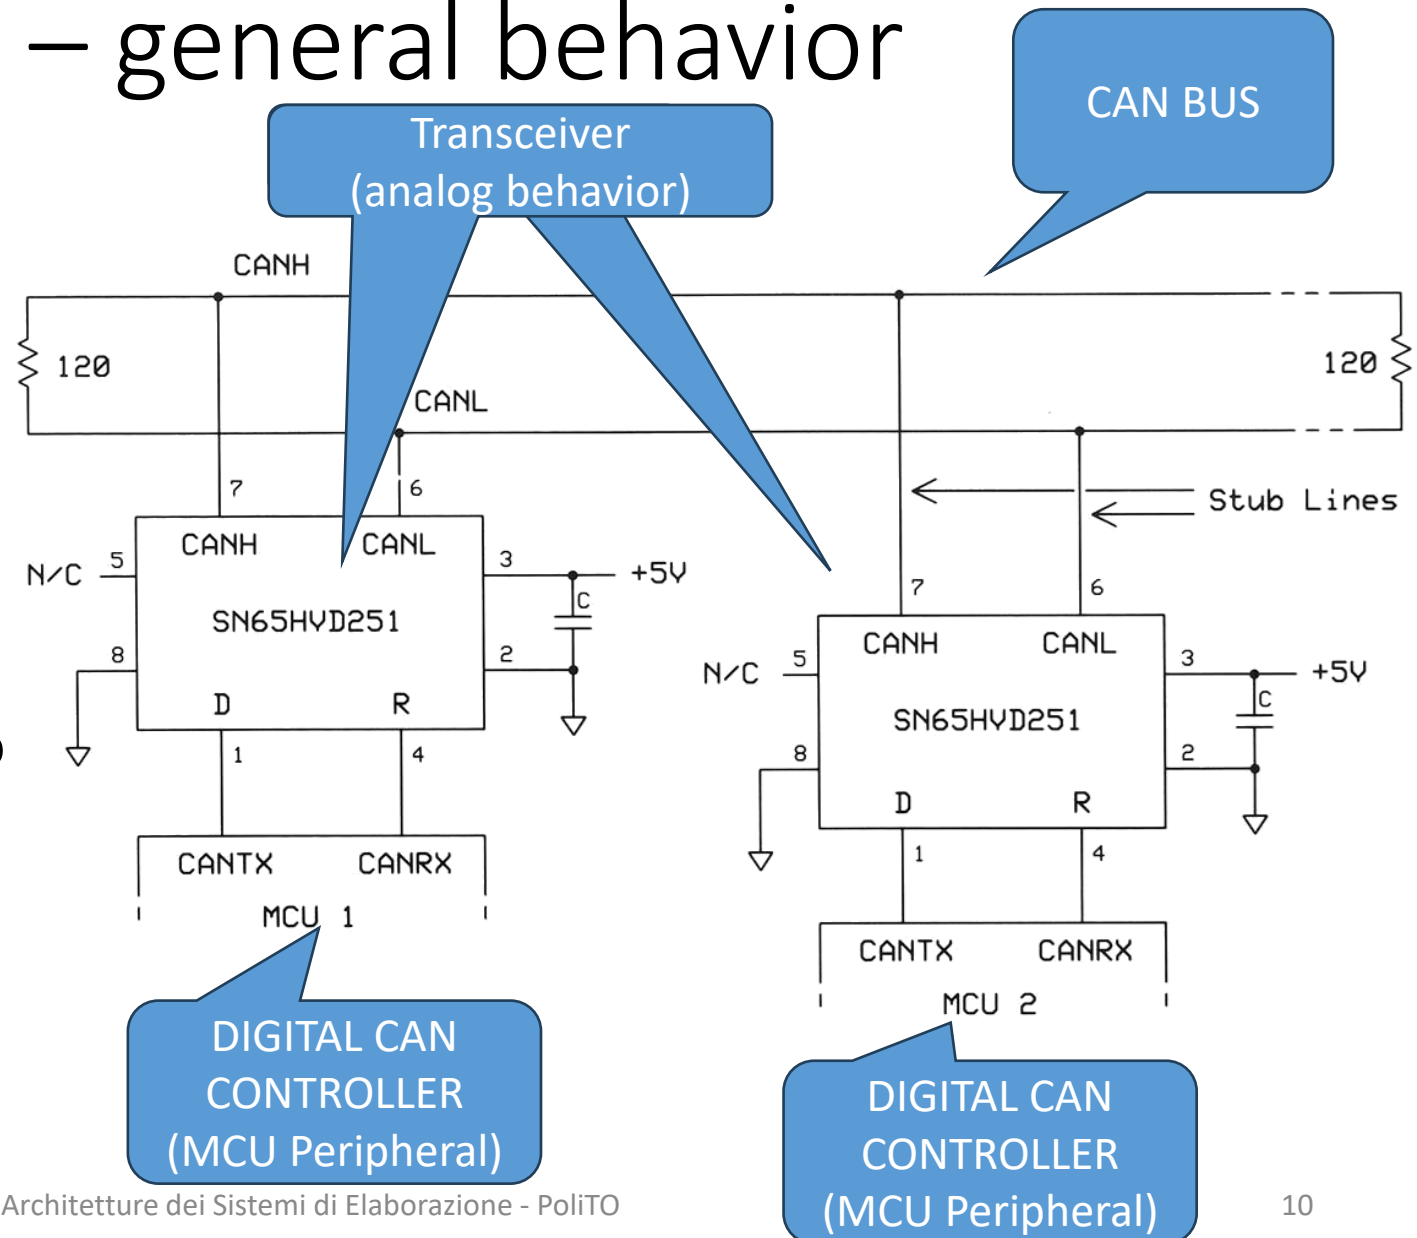 – general behavior
CAN BUS
Transceiver
(analog behavior)
CANH
120
120
CANL
7
6
Stub Lines
CANH
CANL
N/C
5
3
+5V
C
SN65HVD251
7
6
8
2
CANH
CANL
N/C
5
3
+5V
C
D
R
SN65HVD251
1
4
8
2
D
R
CANTX
CANRX
1
4
MCU 1
CANTX
CANRX
MCU 2
DIGITAL CAN
CONTROLLER
(MCU Peripheral)
DIGITAL CAN
CONTROLLER
(MCU Peripheral)
Architetture dei Sistemi di Elaborazione - PoliTO
10